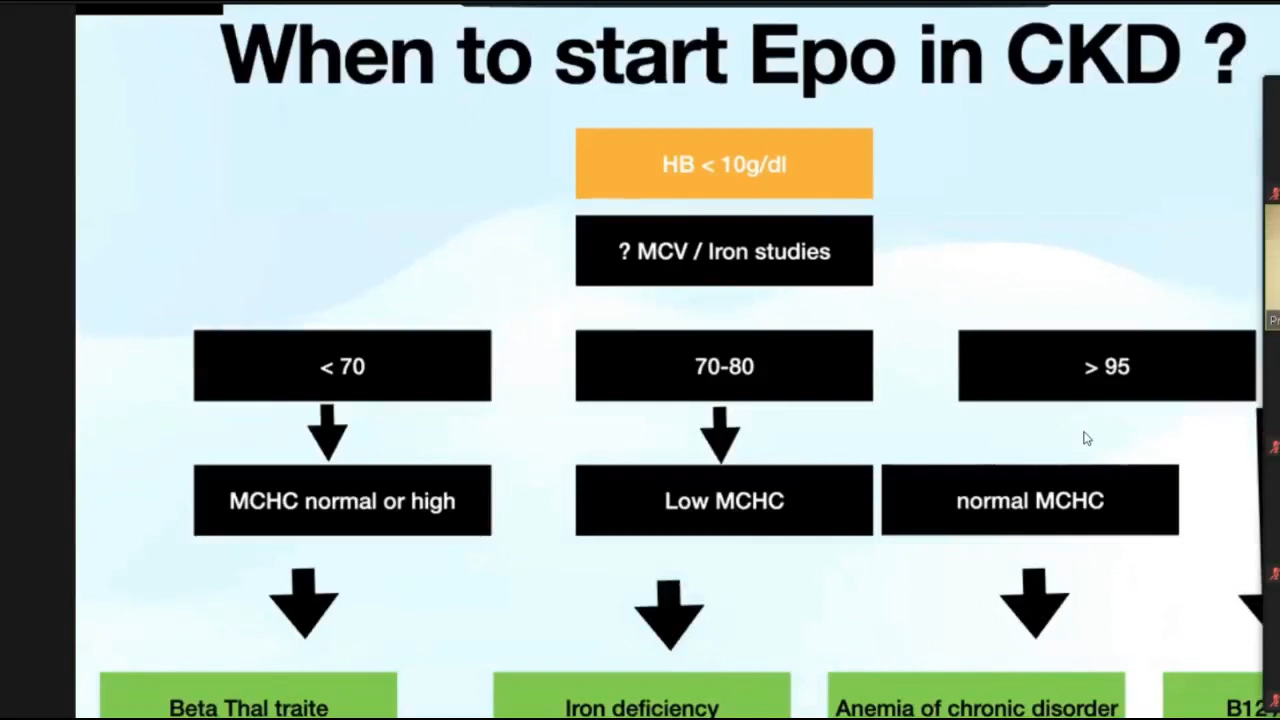 When to start Epo in CKD ?
HB < 10g/dl
? MCV / Iron studies
< 70
70-80
> 95
MCHC normal or high
Low MCHC
normal MCHC
Beta Thal traite
Iron deficiency
Anemia of chronic disorder
B12